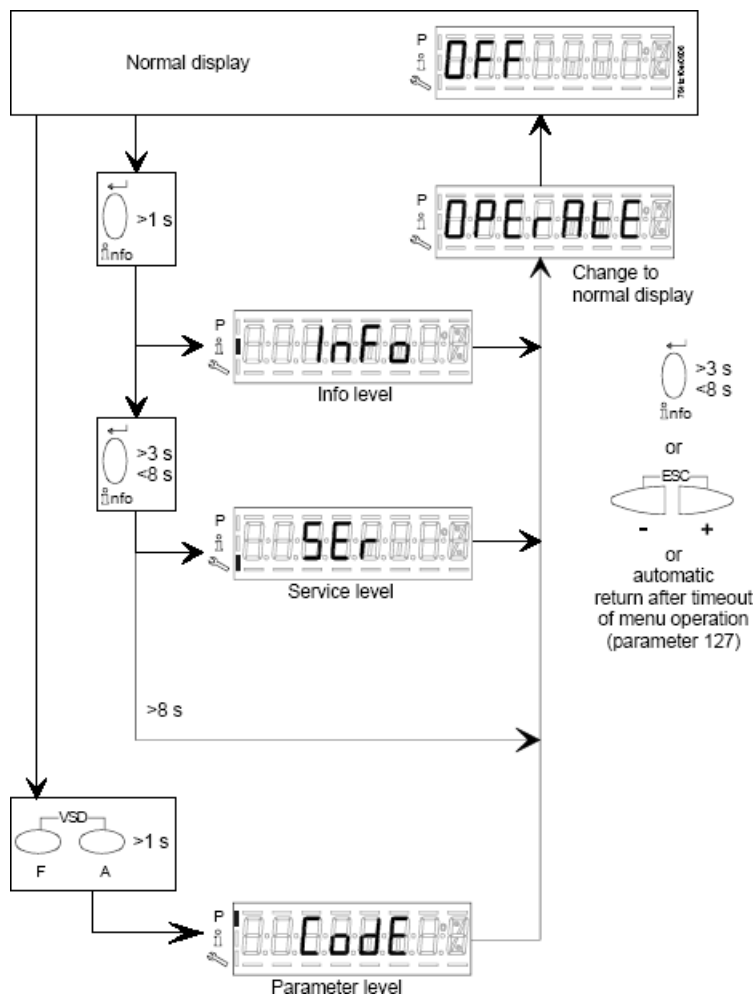 Normal display
P
OFF
>1 s
info
P
OPErAtE
Change to
normal display
P
InFo
Info level
>3 s
<8 s
info
>3 s
<8 s
info
or
ESC
- +
or
automatic
return after timeout
of menu operation
(parameter 127)
P
SEr
Service level
>8 s
VSD
>1 s
F A
P
CodE
Parameter level